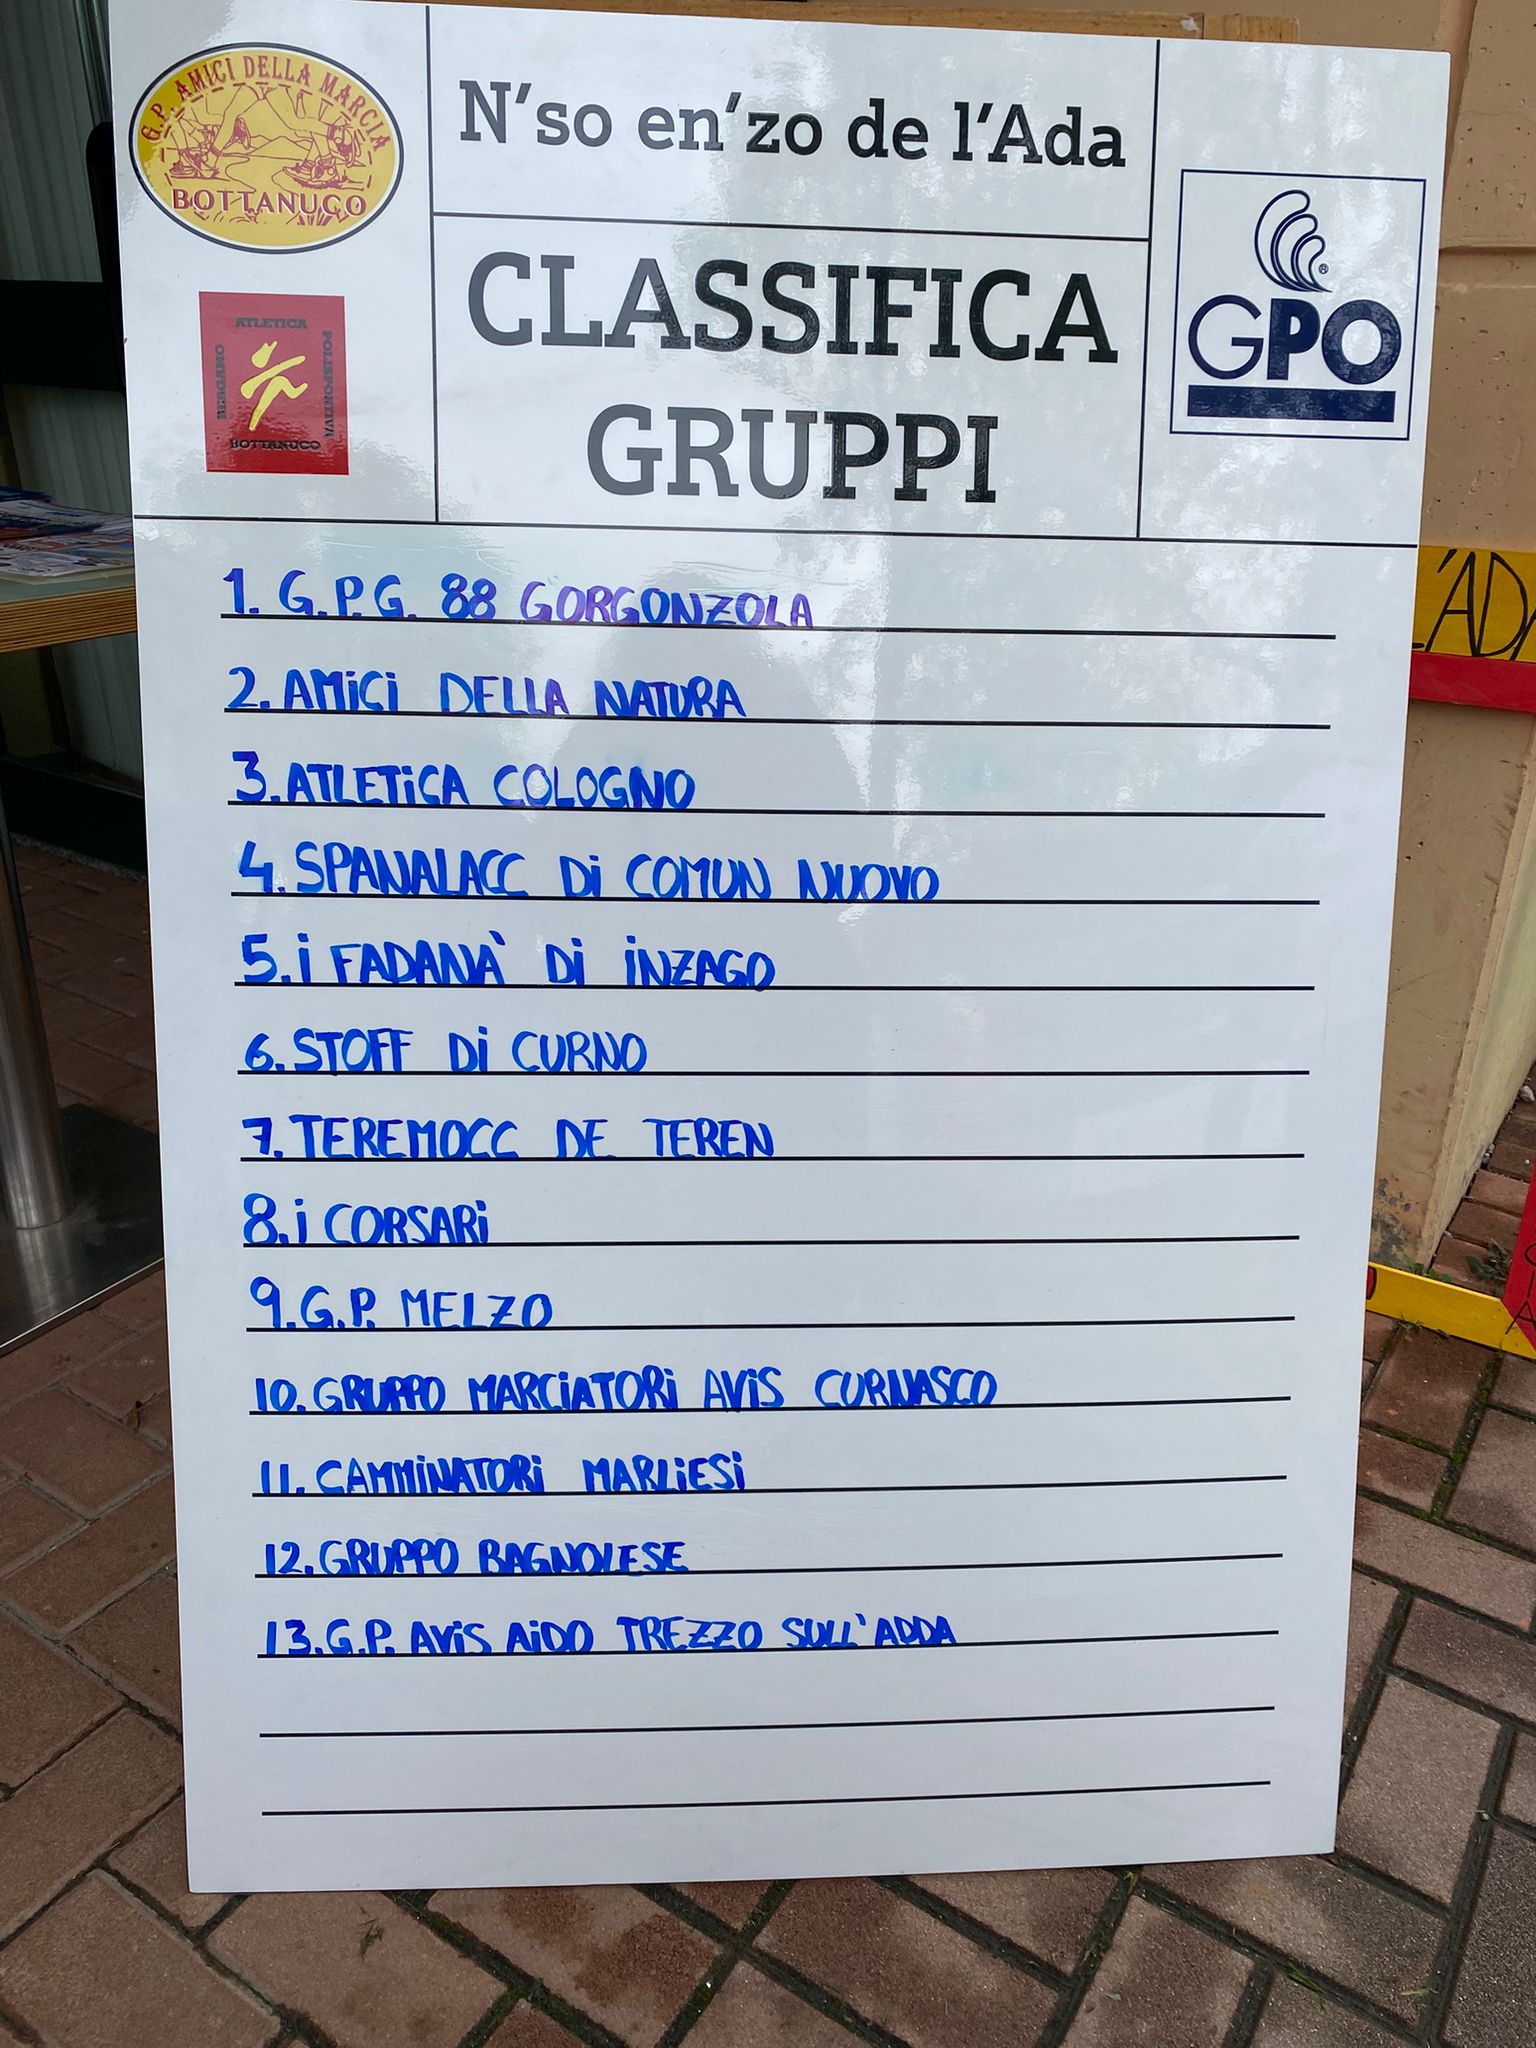 G.P. AMICI DELLA MARCIA
BOTTANUCO
N'so en'zo de l'Ada
CLASSIFICA
GRUPPI
ATLETICA
POLISPORTIVA
BERGAMO
BOTTANUCO
®
GPO
1. G.P.G. 88 GORGONZOLA
2. AMiCi DELLA NATURA
3. ATLETiCA COLOGNO
4. SPANALACC Di COMUN NUOVO
5. i FADANA' Di iNZAGO
6. STOFF Di CURNO
7. TEREMOCC DE TEREN
8. i CORSARi
9. G.P. MELZO
10. GRUPPO MARCiATORi AViS CURNASCO
11. CAMMiNATORi MARLiESi
12. GRUPPO BAGNOLESE
13. G.P. AViS AiDO TREZZO SULL'ADDA